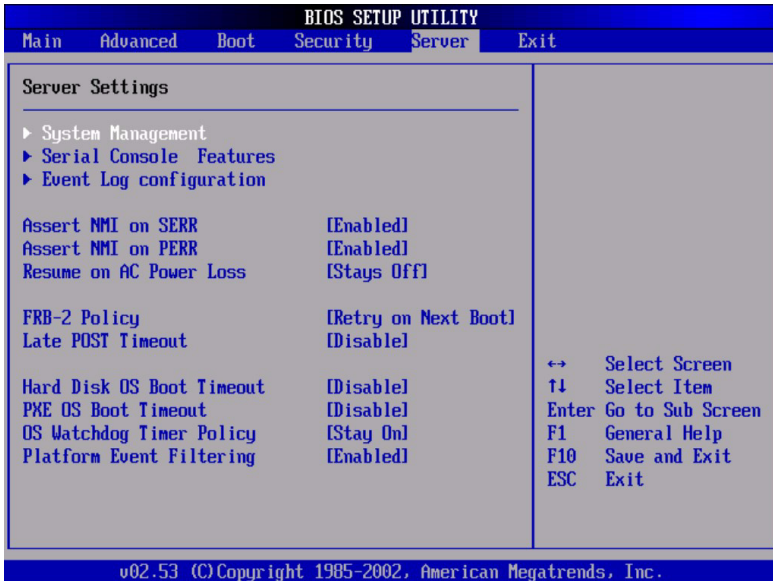 BIOS SETUP UTILITY
Main Advanced Boot Security Server Exit
Server Settings
▶ System Management
▶ Serial Console Features
▶ Event Log configuration
Assert NMI on SERR [Enabled]
Assert NMI on PERR [Enabled]
Resume on AC Power Loss [Stays Off]
FRB-2 Policy [Retry on Next Boot]
Late POST Timeout [Disable]
Hard Disk OS Boot Timeout [Disable]
PXE OS Boot Timeout [Disable]
OS Watchdog Timer Policy [Stay On]
Platform Event Filtering [Enabled]
↔ Select Screen
↑↓ Select Item
Enter Go to Sub Screen
F1 General Help
F10 Save and Exit
ESC Exit
v02.53 (C)Copyright 1985-2002, American Megatrends, Inc.